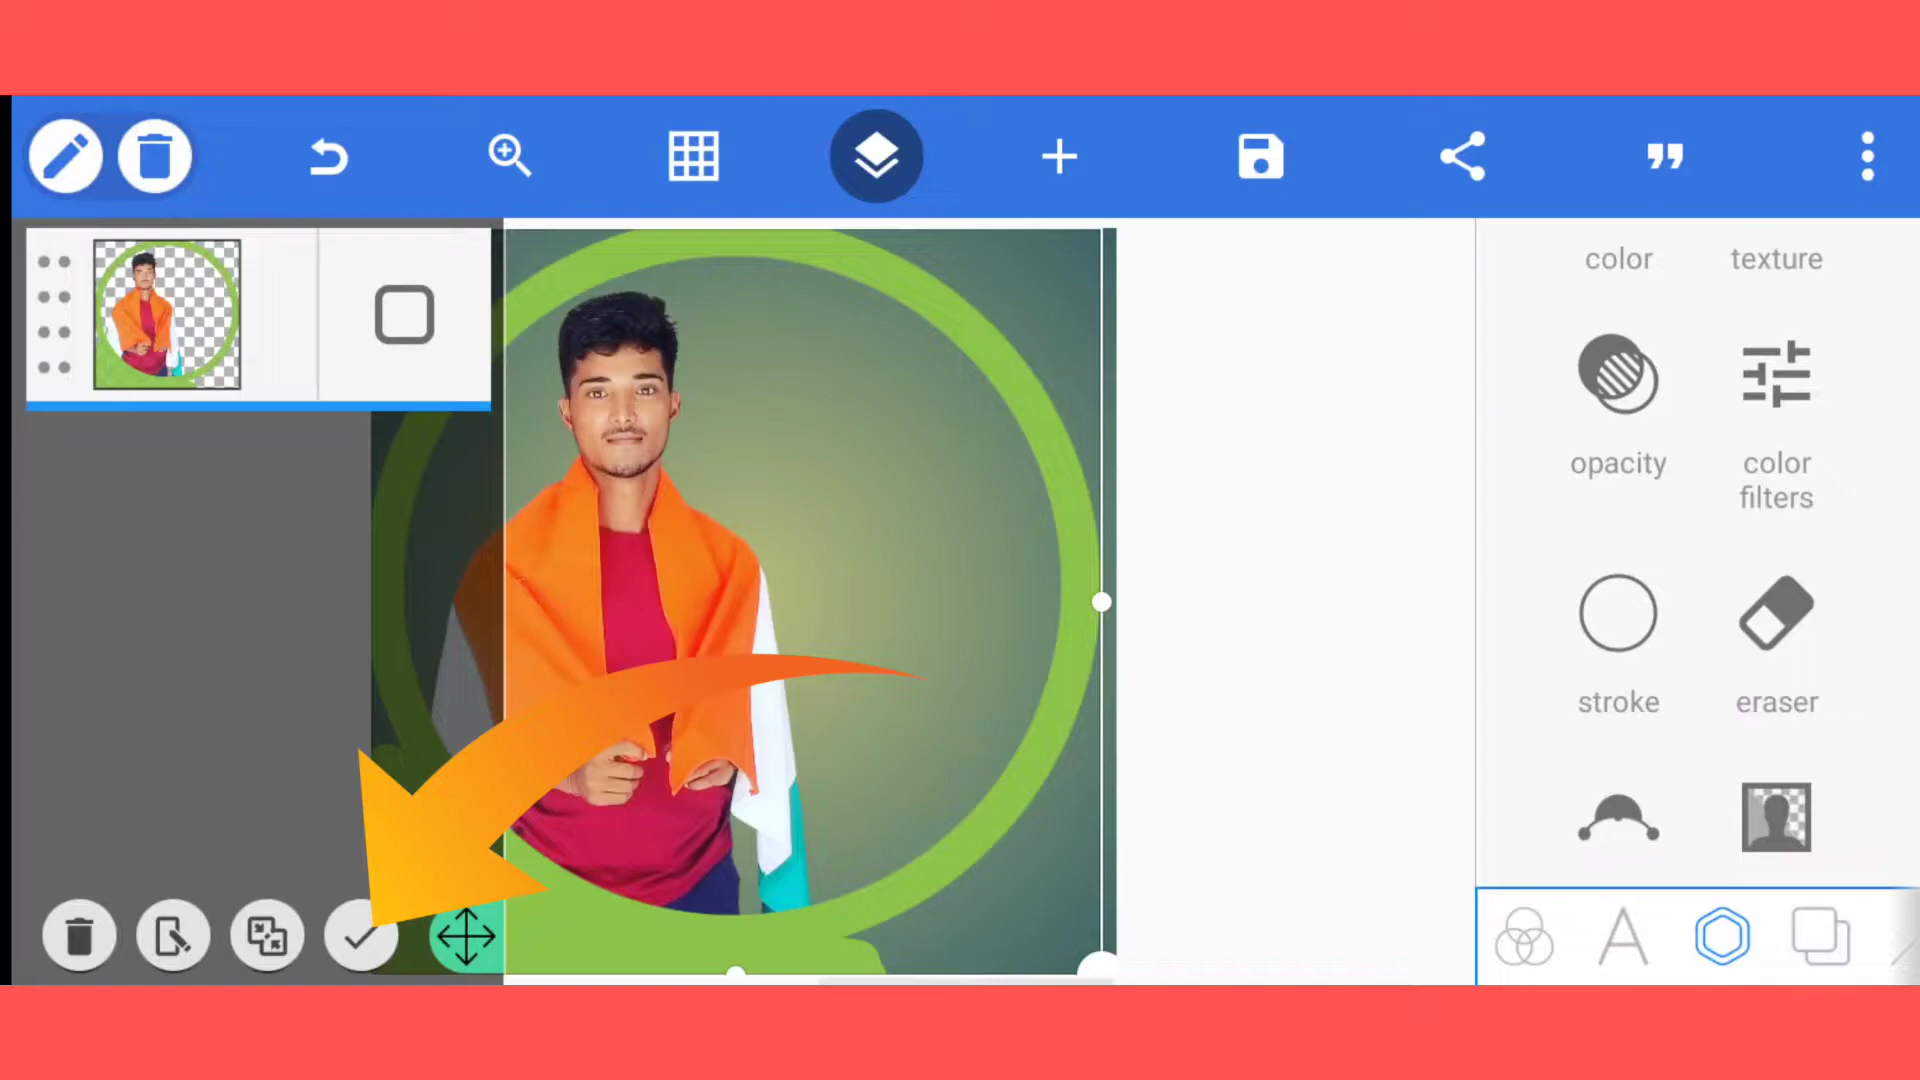 color texture
opacity color
filters
stroke eraser